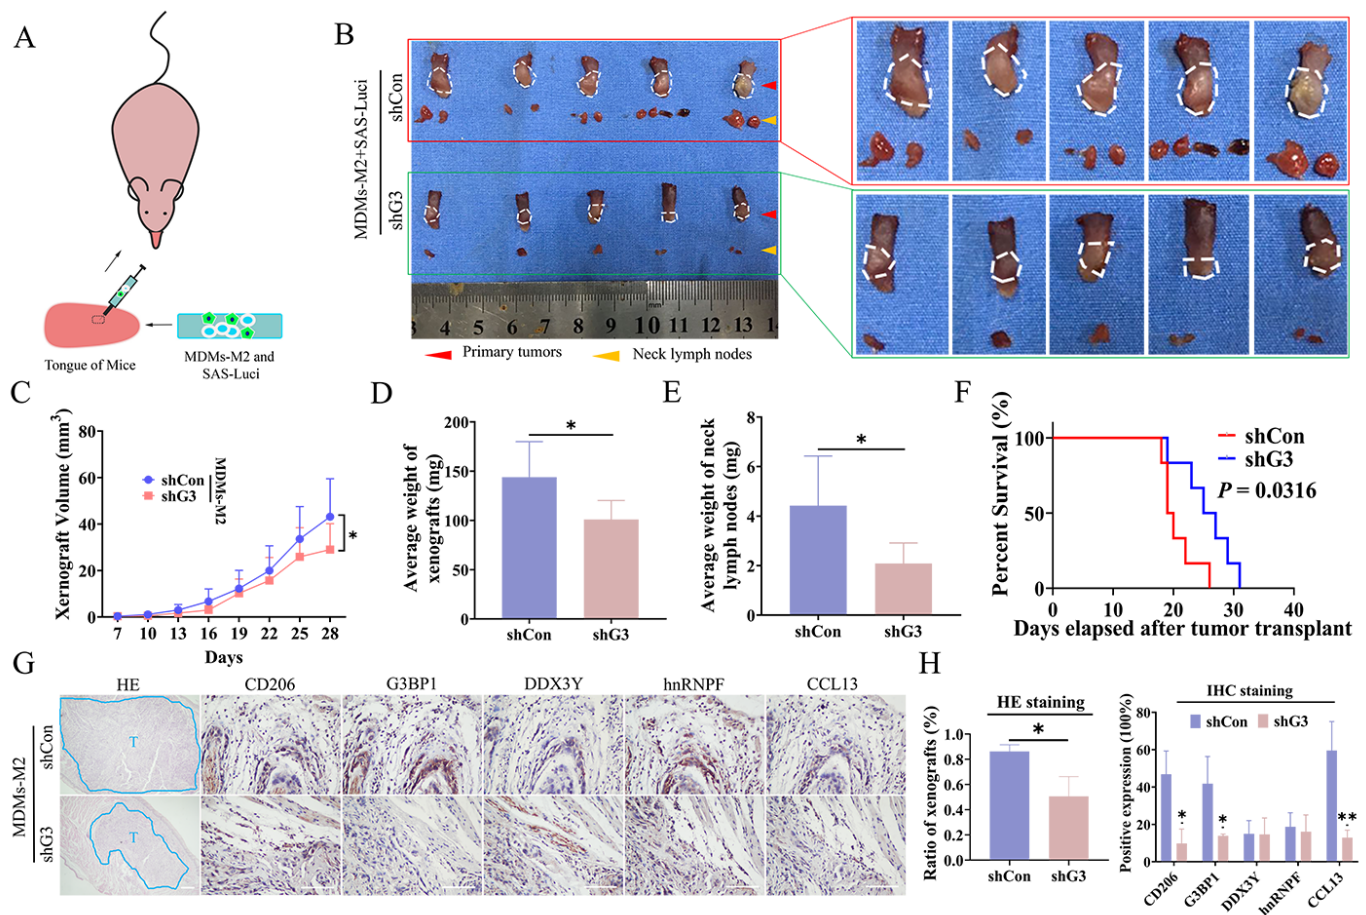 A
Tongue of Mice
MDMs-M2 and
SAS-Luci
B
MDMs-M2+SAS-Luci
shCon
shG3
3 4 5 6 7 8 9 10 11 12 13 14
mm
Primary tumors
Neck lymph nodes
C
Xernograft Volume (mm³)
80
60
40
20
0
shCon
shG3
MDMs-M2
*
7 10 13 16 19 22 25 28
Days
D
Average weight of
xenografts (mg)
200
150
100
50
0
*
shCon shG3
E
Average weight of neck
lymph nodes (mg)
8
6
4
2
0
*
shCon shG3
F
Percent Survival (%)
100
50
0
shCon
shG3
P = 0.0316
0 10 20 30 40
Days elapsed after tumor transplant
G
HE CD206 G3BP1 DDX3Y hnRNPF CCL13
MDMs-M2
shCon
shG3
T
T
H
HE staining
Ratio of xenografts (%)
1.0
0.8
0.6
0.4
0.2
0.0
*
shCon shG3
IHC staining
shCon shG3
Positive expression (100%)
80
60
40
20
0
* * **
CD206 G3BP1 DDX3Y hnRNPF CCL13